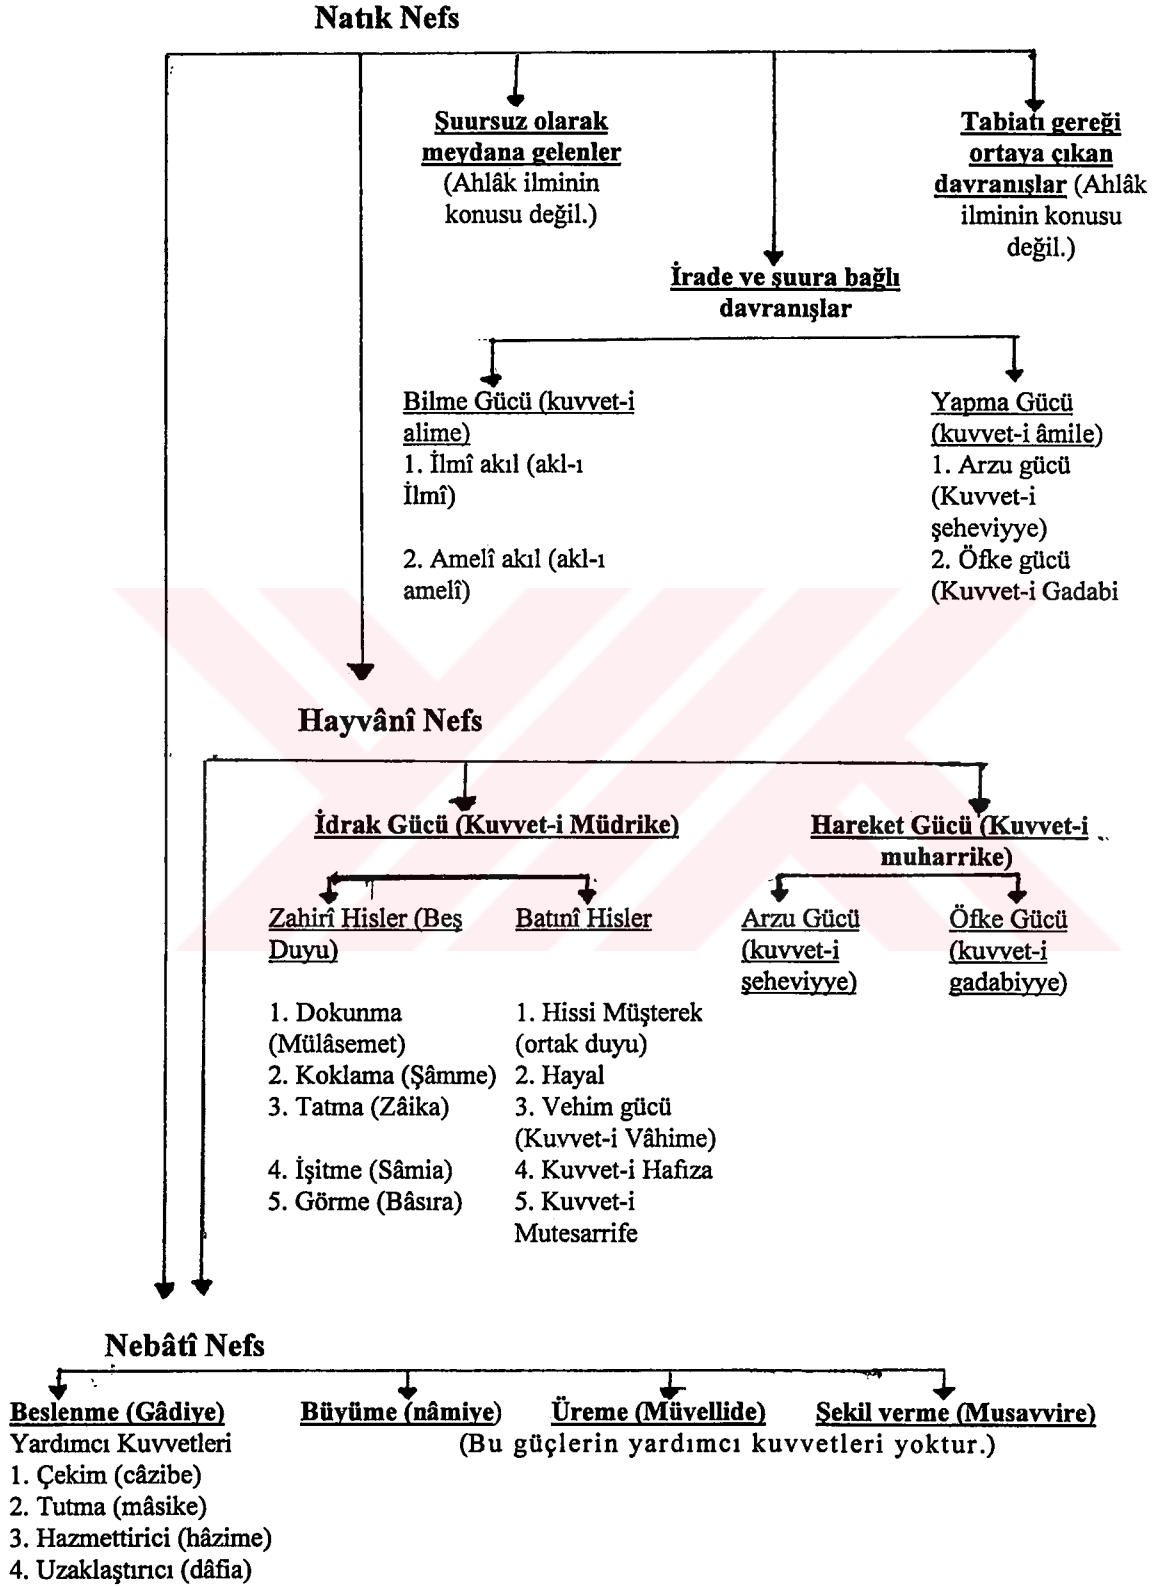 Natık Nefs
Şuursuz olarak
meydana gelenler
(Ahlâk ilminin
konusu değil.)
Tabiatı gereği
ortaya çıkan
davranışlar (Ahlâk
ilminin konusu
değil.)
İrade ve şuura bağlı
davranışlar
Bilme Gücü (kuvvet-i
alime)
1. İlmî akıl (akl-ı
İlmî)
2. Amelî akıl (akl-ı
amelî)
Yapma Gücü
(kuvvet-i âmile)
1. Arzu gücü
(Kuvvet-i
şeheviyye)
2. Öfke gücü
(Kuvvet-i Gadabi
Hayvânî Nefs
İdrak Gücü (Kuvvet-i Müdrike)
Hareket Gücü (Kuvvet-i
muharrike)
Zahirî Hisler (Beş
Duyu)
1. Dokunma
(Mülâsemet)
2. Koklama (Şâmme)
3. Tatma (Zâika)
4. İşitme (Sâmia)
5. Görme (Bâsıra)
Batınî Hisler
1. Hissi Müşterek
(ortak duyu)
2. Hayal
3. Vehim gücü
(Kuvvet-i Vâhime)
4. Kuvvet-i Hafıza
5. Kuvvet-i
Mutesarrife
Arzu Gücü
(kuvvet-i
şeheviyye)
Öfke Gücü
(kuvvet-i
gadabiyye)
Nebâtî Nefs
Beslenme (Gâdiye)
Yardımcı Kuvvetleri
1. Çekim (câzibe)
2. Tutma (mâsike)
3. Hazmettirici (hâzime)
4. Uzaklaştırıcı (dâfia)
Büyüme (nâmiye)
Üreme (Müvellide)
Şekil verme (Musavvire)
(Bu güçlerin yardımcı kuvvetleri yoktur.)